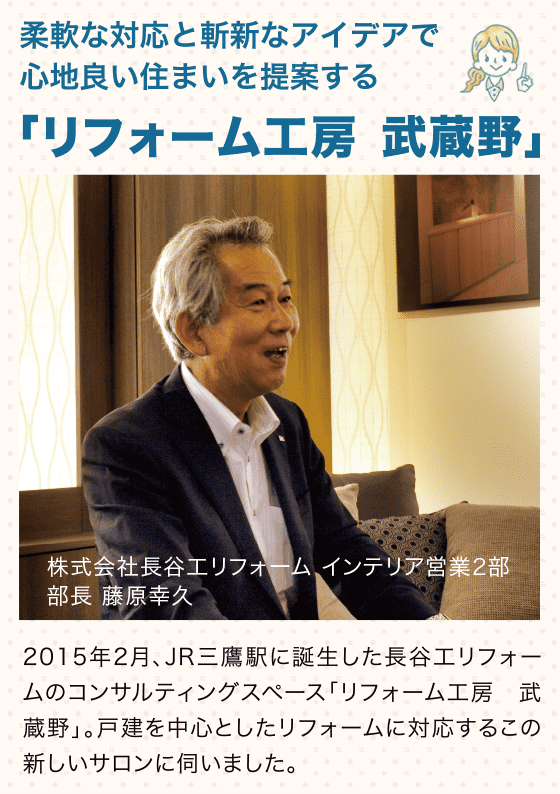 柔軟な対応と斬新なアイデアで
心地良い住まいを提案する
「リフォーム工房 武蔵野」
株式会社長谷工リフォーム インテリア営業2部
部長 藤原幸久
2015年2月、JR三鷹駅に誕生した長谷工リフォー
ムのコンサルティングスペース「リフォーム工房　武
蔵野」。戸建を中心としたリフォームに対応するこの
新しいサロンに伺いました。